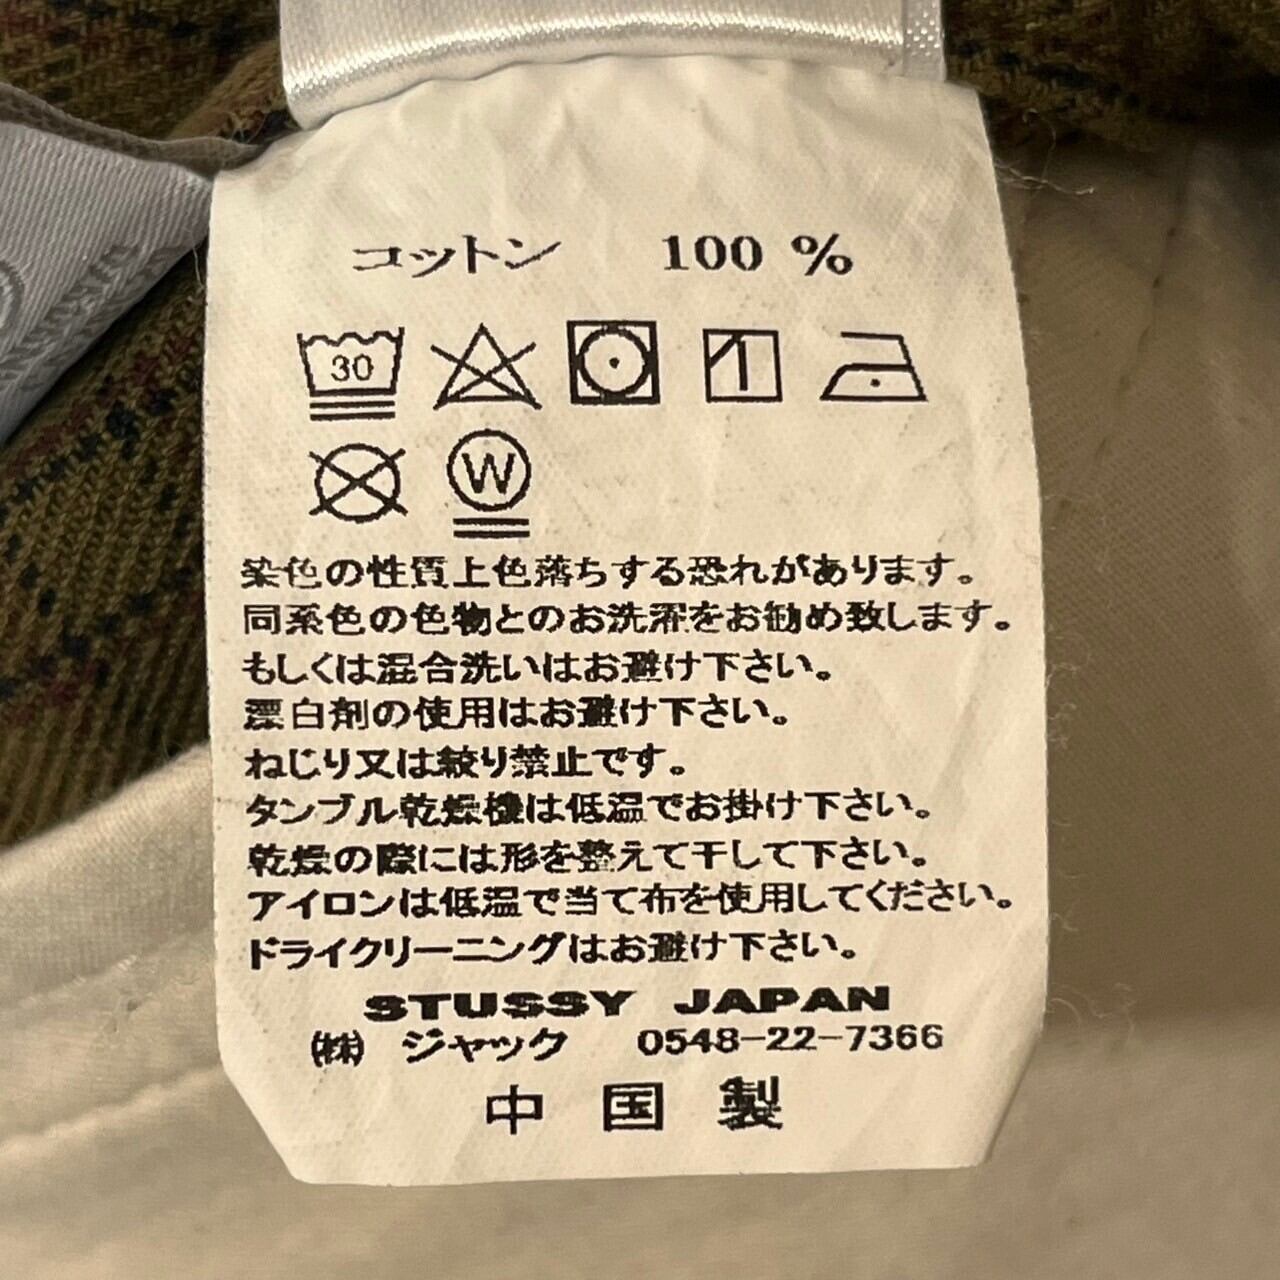 コットン 100 %
30
W
染色の性質上色落ちする恐れがあります。
同系色の色物とのお洗濯をお勧め致します。
もしくは混合洗いはお避け下さい。
漂白剤の使用はお避け下さい。
ねじり又は絞り禁止です。
タンブル乾燥機は低温でお掛け下さい。
乾燥の際には形を整えて干して下さい。
アイロンは低温で当て布を使用してください。
ドライクリーニングはお避け下さい。
STUSSY JAPAN
㈱ ジャック 0548-22-7366
中国製